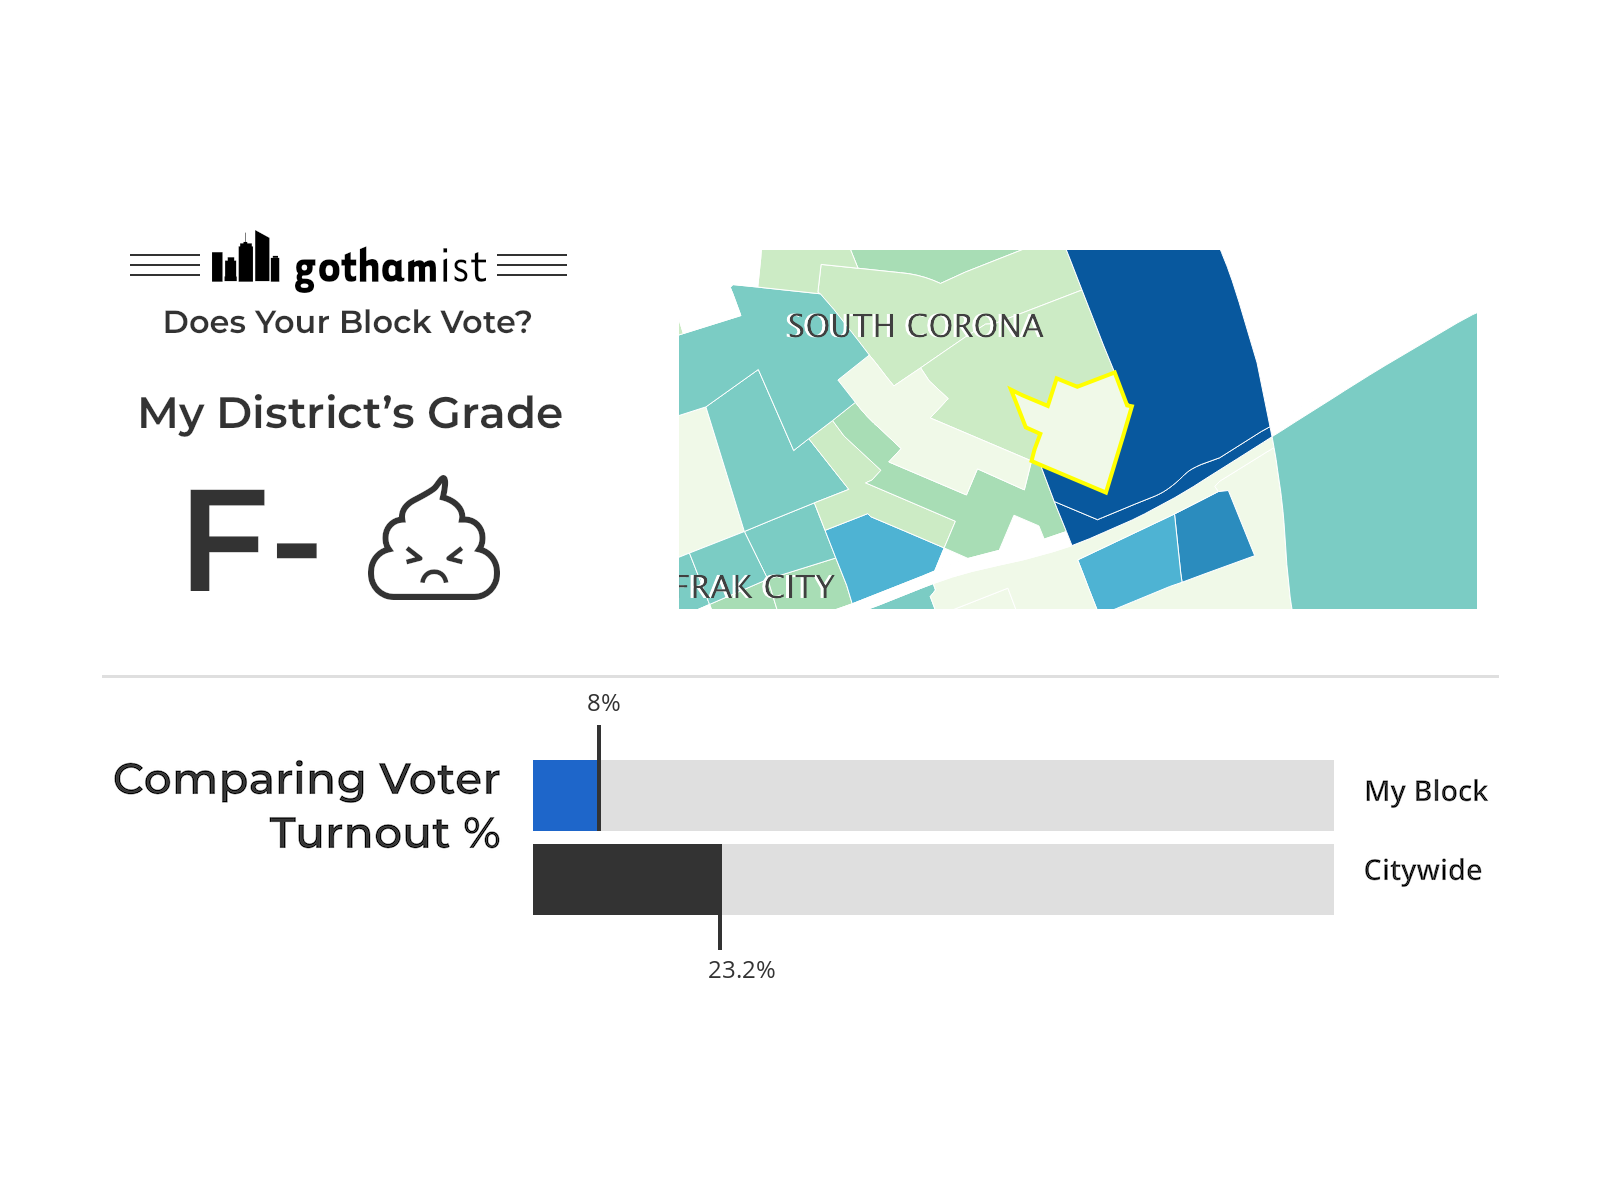 gothamist
Does Your Block Vote?
My District’s Grade
F-
SOUTH CORONA
FRAK CITY
8%
Comparing Voter
Turnout %
My Block
Citywide
23.2%